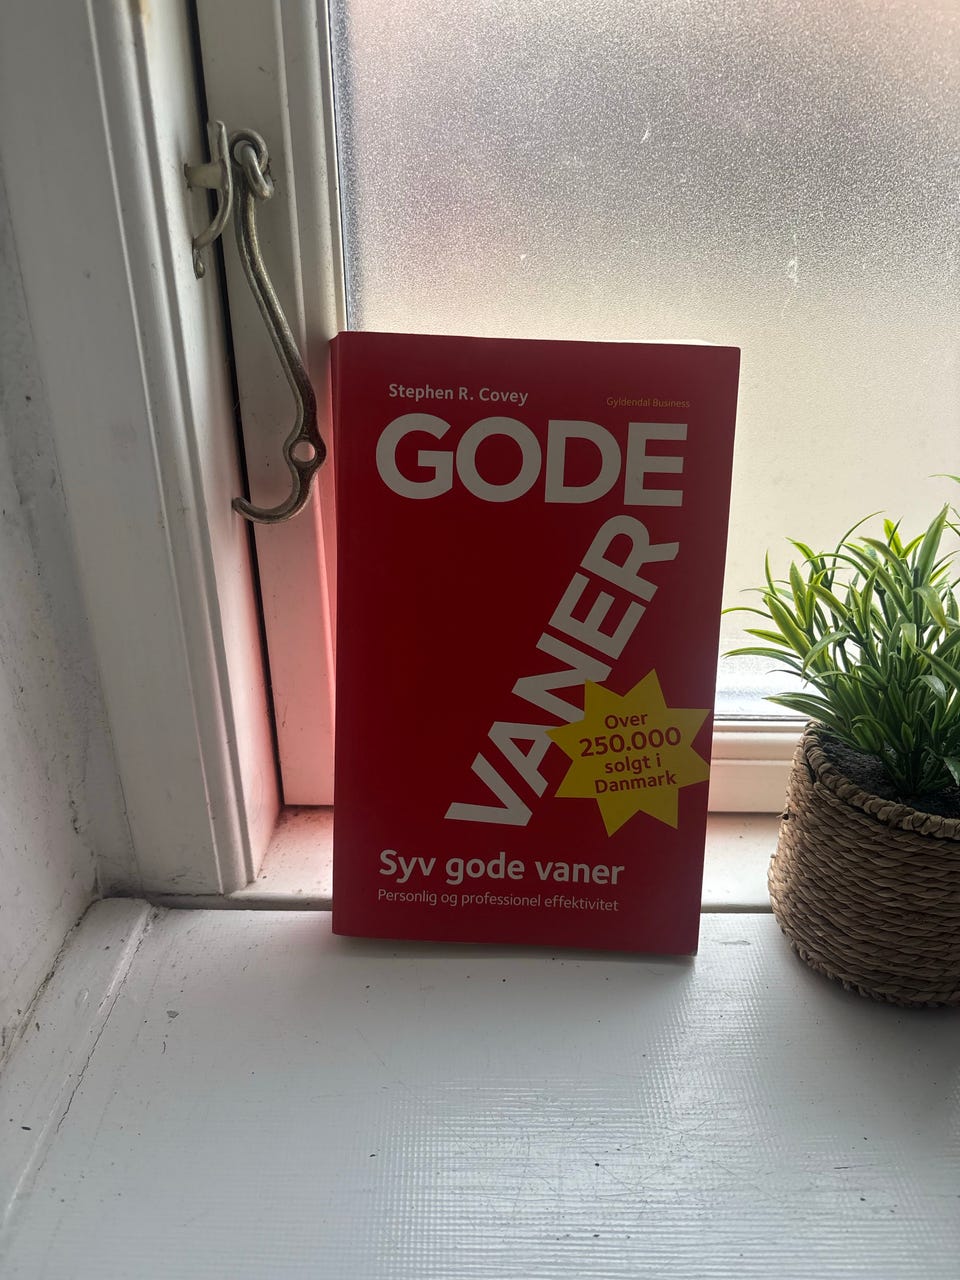 Stephen R. Covey
Gyldendal Business
GODE
VANER
Over
250.000
solgt i
Danmark
Syv gode vaner
Personlig og professionel effektivitet